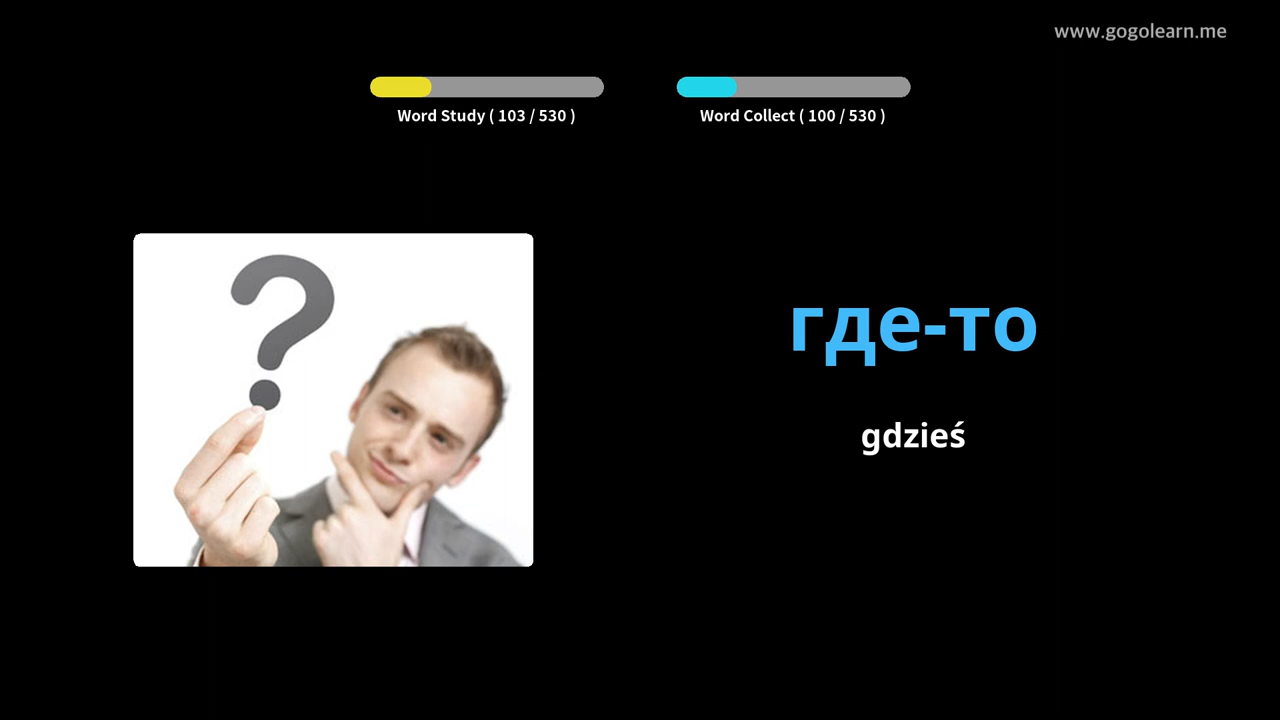 www.gogolearn.me
Word Study ( 103 / 530 )
Word Collect ( 100 / 530 )
?
где-то
gdzieś